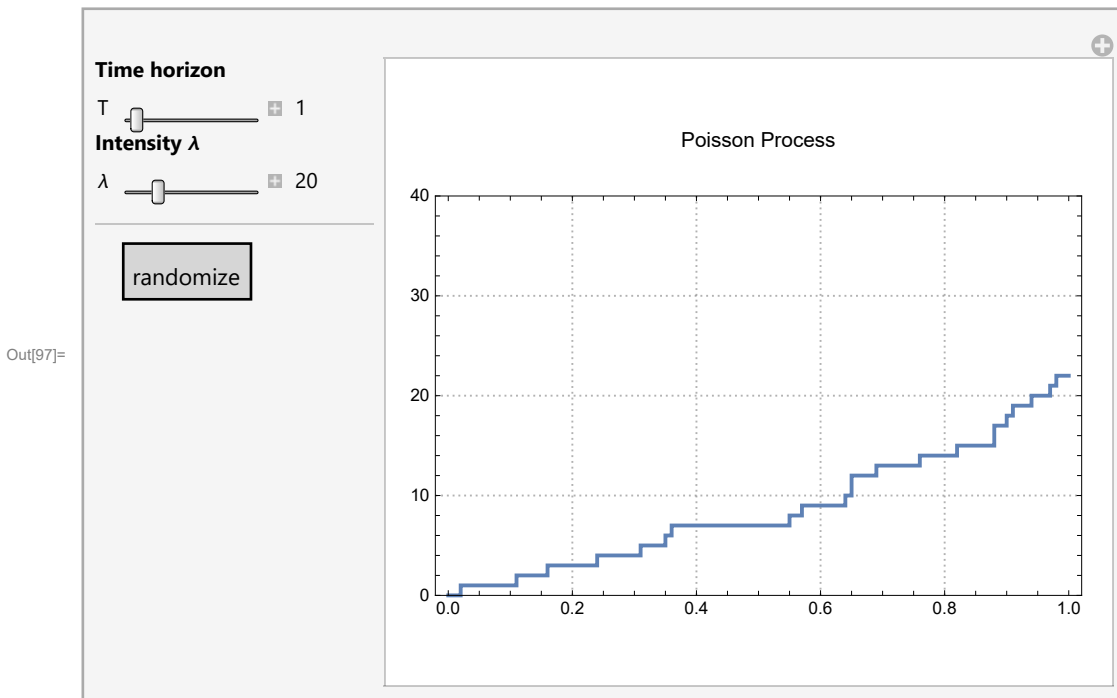 Time horizon
T 1
Intensity λ
λ 20
randomize
Out[97]=
Poisson Process
40
30
20
10
0
0.0 0.2 0.4 0.6 0.8 1.0